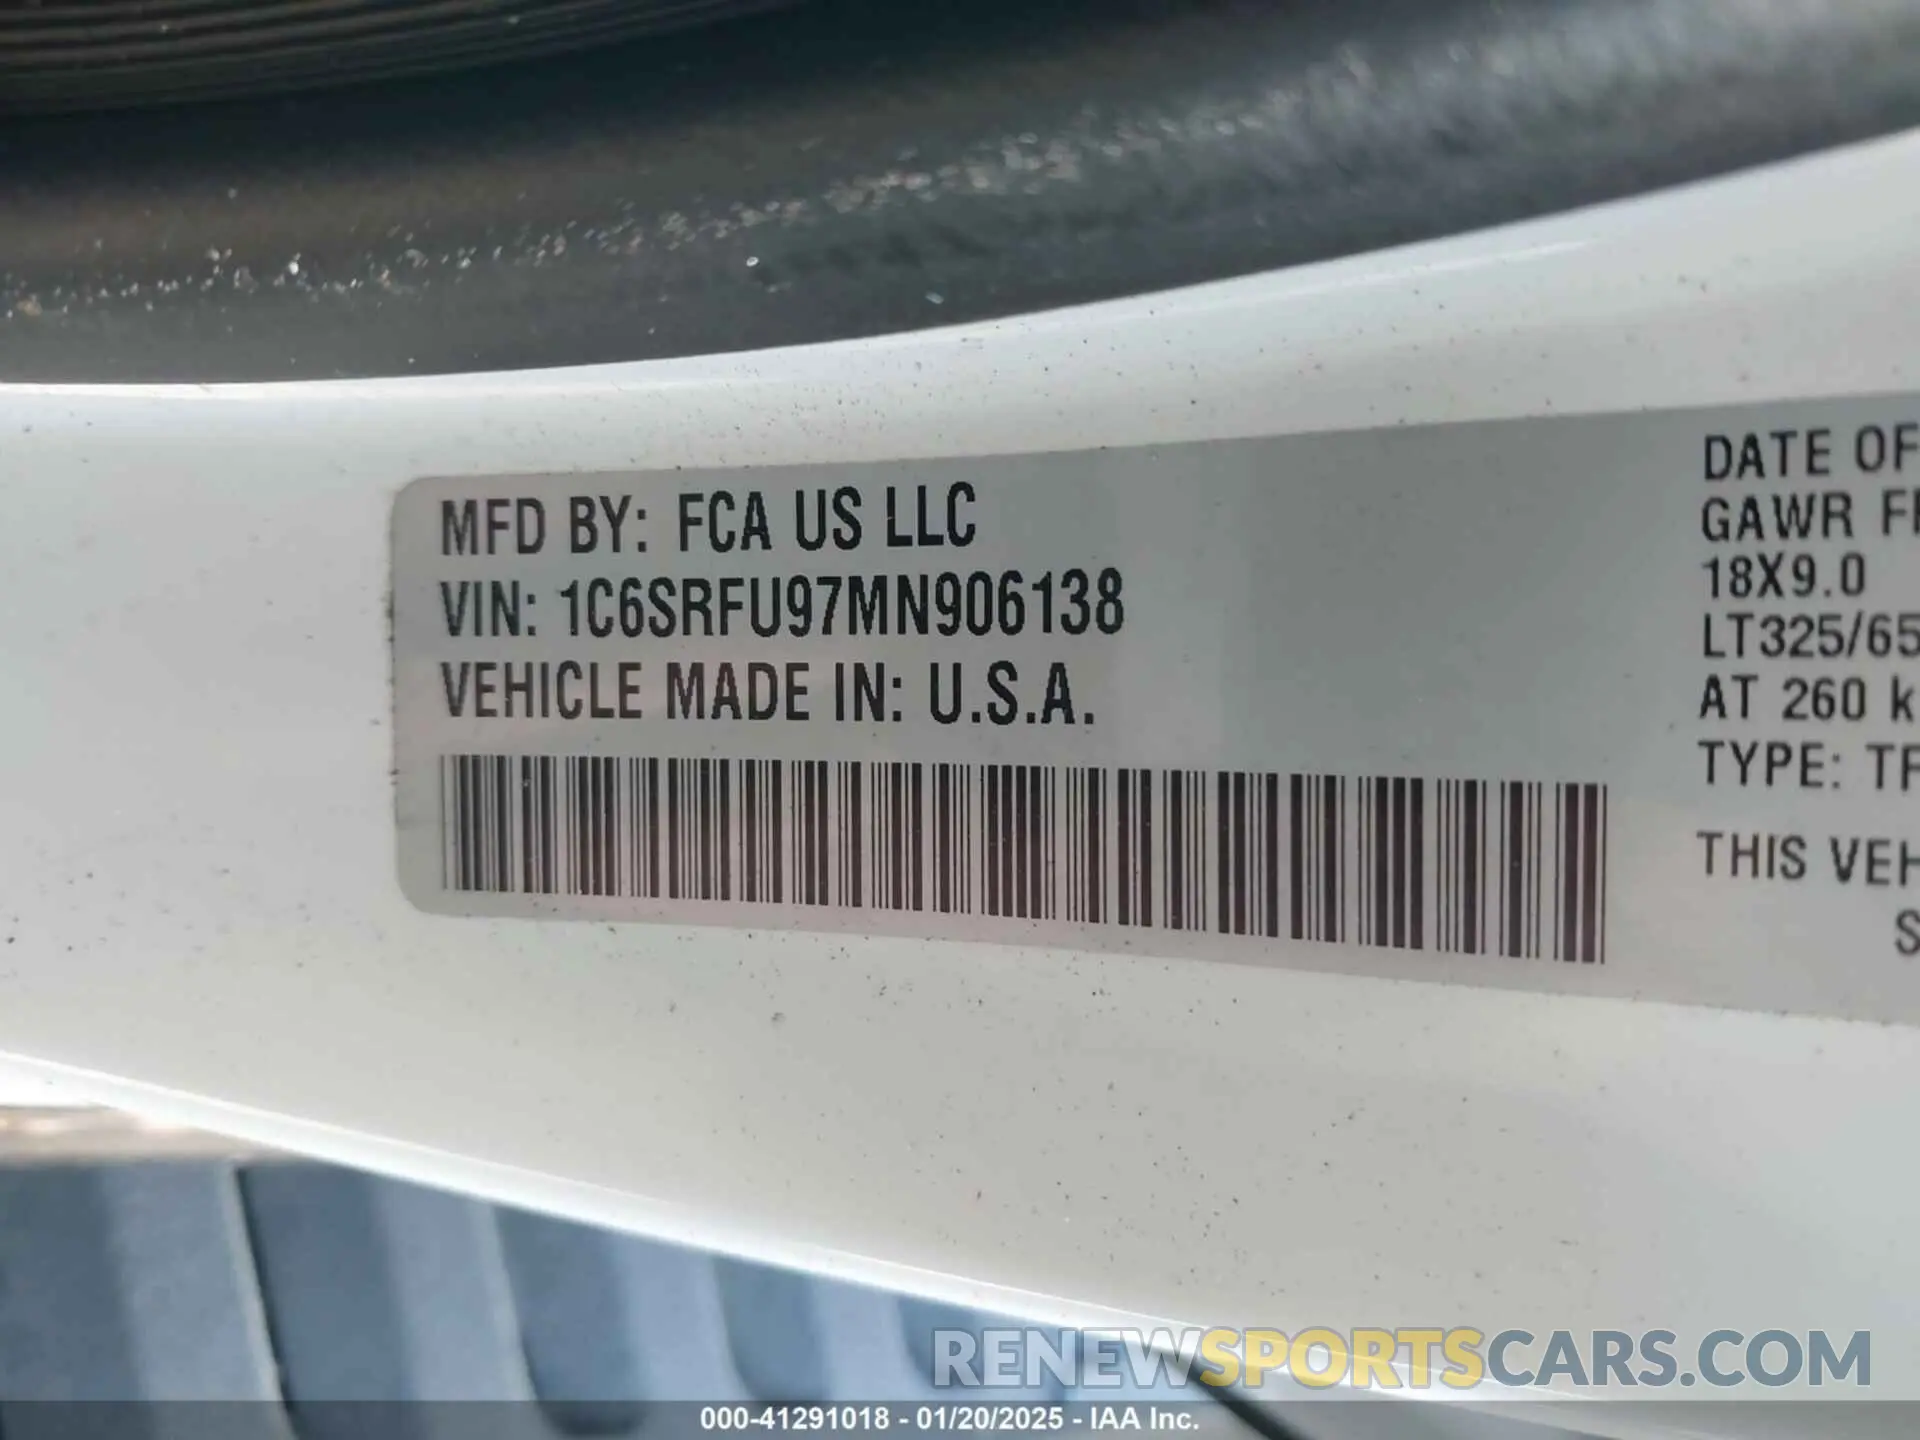 MFD BY: FCA US LLC
VIN: 1C6SRFU97MN906138
VEHICLE MADE IN: U.S.A.
DATE OF
GAWR
18X9.0
LT325/65
AT 260
TYPE:
THIS
RENEWSPORTSCARS.COM
000-41291018 - 01/20/2025 - IAA Inc.